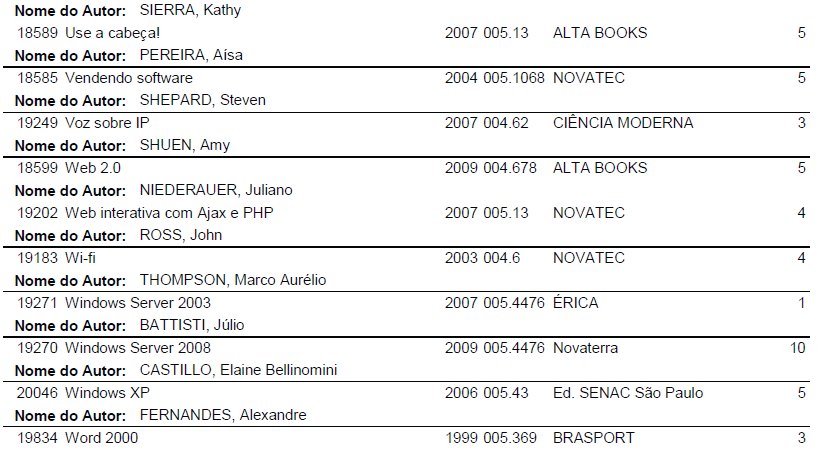 Nome do Autor: SIERRA, Kathy
18589 Use a cabeça! 2007 005.13 ALTA BOOKS 5
Nome do Autor: PEREIRA, Aísa
18585 Vendendo software 2004 005.1068 NOVATEC 5
Nome do Autor: SHEPARD, Steven
19249 Voz sobre IP 2007 004.62 CIÊNCIA MODERNA 3
Nome do Autor: SHUEN, Amy
18599 Web 2.0 2009 004.678 ALTA BOOKS 5
Nome do Autor: NIEDERAUER, Juliano
19202 Web interativa com Ajax e PHP 2007 005.13 NOVATEC 4
Nome do Autor: ROSS, John
19183 Wi-fi 2003 004.6 NOVATEC 4
Nome do Autor: THOMPSON, Marco Aurélio
19271 Windows Server 2003 2007 005.4476 ÉRICA 1
Nome do Autor: BATTISTI, Júlio
19270 Windows Server 2008 2009 005.4476 Novaterra 10
Nome do Autor: CASTILLO, Elaine Bellinomini
20046 Windows XP 2006 005.43 Ed. SENAC São Paulo 5
Nome do Autor: FERNANDES, Alexandre
19834 Word 2000 1999 005.369 BRASPORT 3